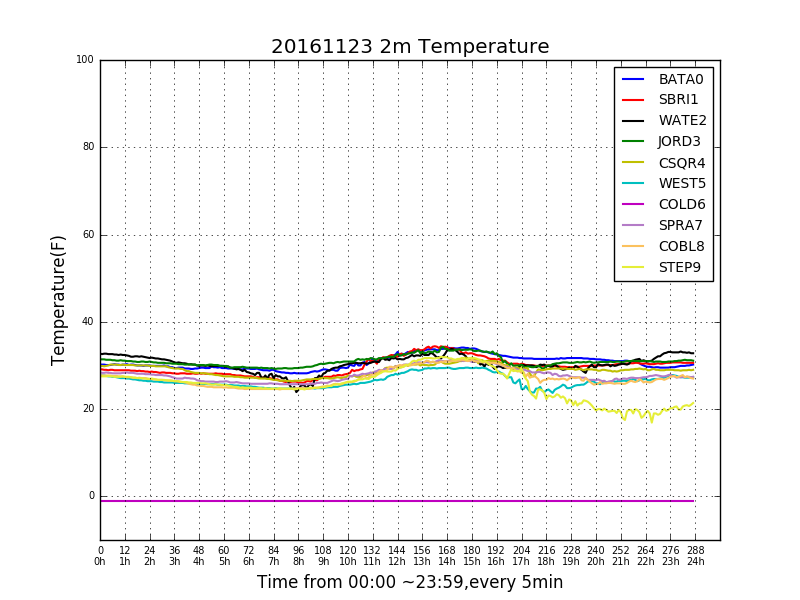 20161123 2m Temperature
100
80
60
40
20
0
Temperature(F)
BATA0
SBRI1
WATE2
JORD3
CSQR4
WEST5
COLD6
SPRA7
COBL8
STEP9
0 12 24 36 48 60 72 84 96 108 120 132 144 156 168 180 192 204 216 228 240 252 264 276 288
0h 1h 2h 3h 4h 5h 6h 7h 8h 9h 10h 11h 12h 13h 14h 15h 16h 17h 18h 19h 20h 21h 22h 23h 24h
Time from 00:00 ~23:59,every 5min